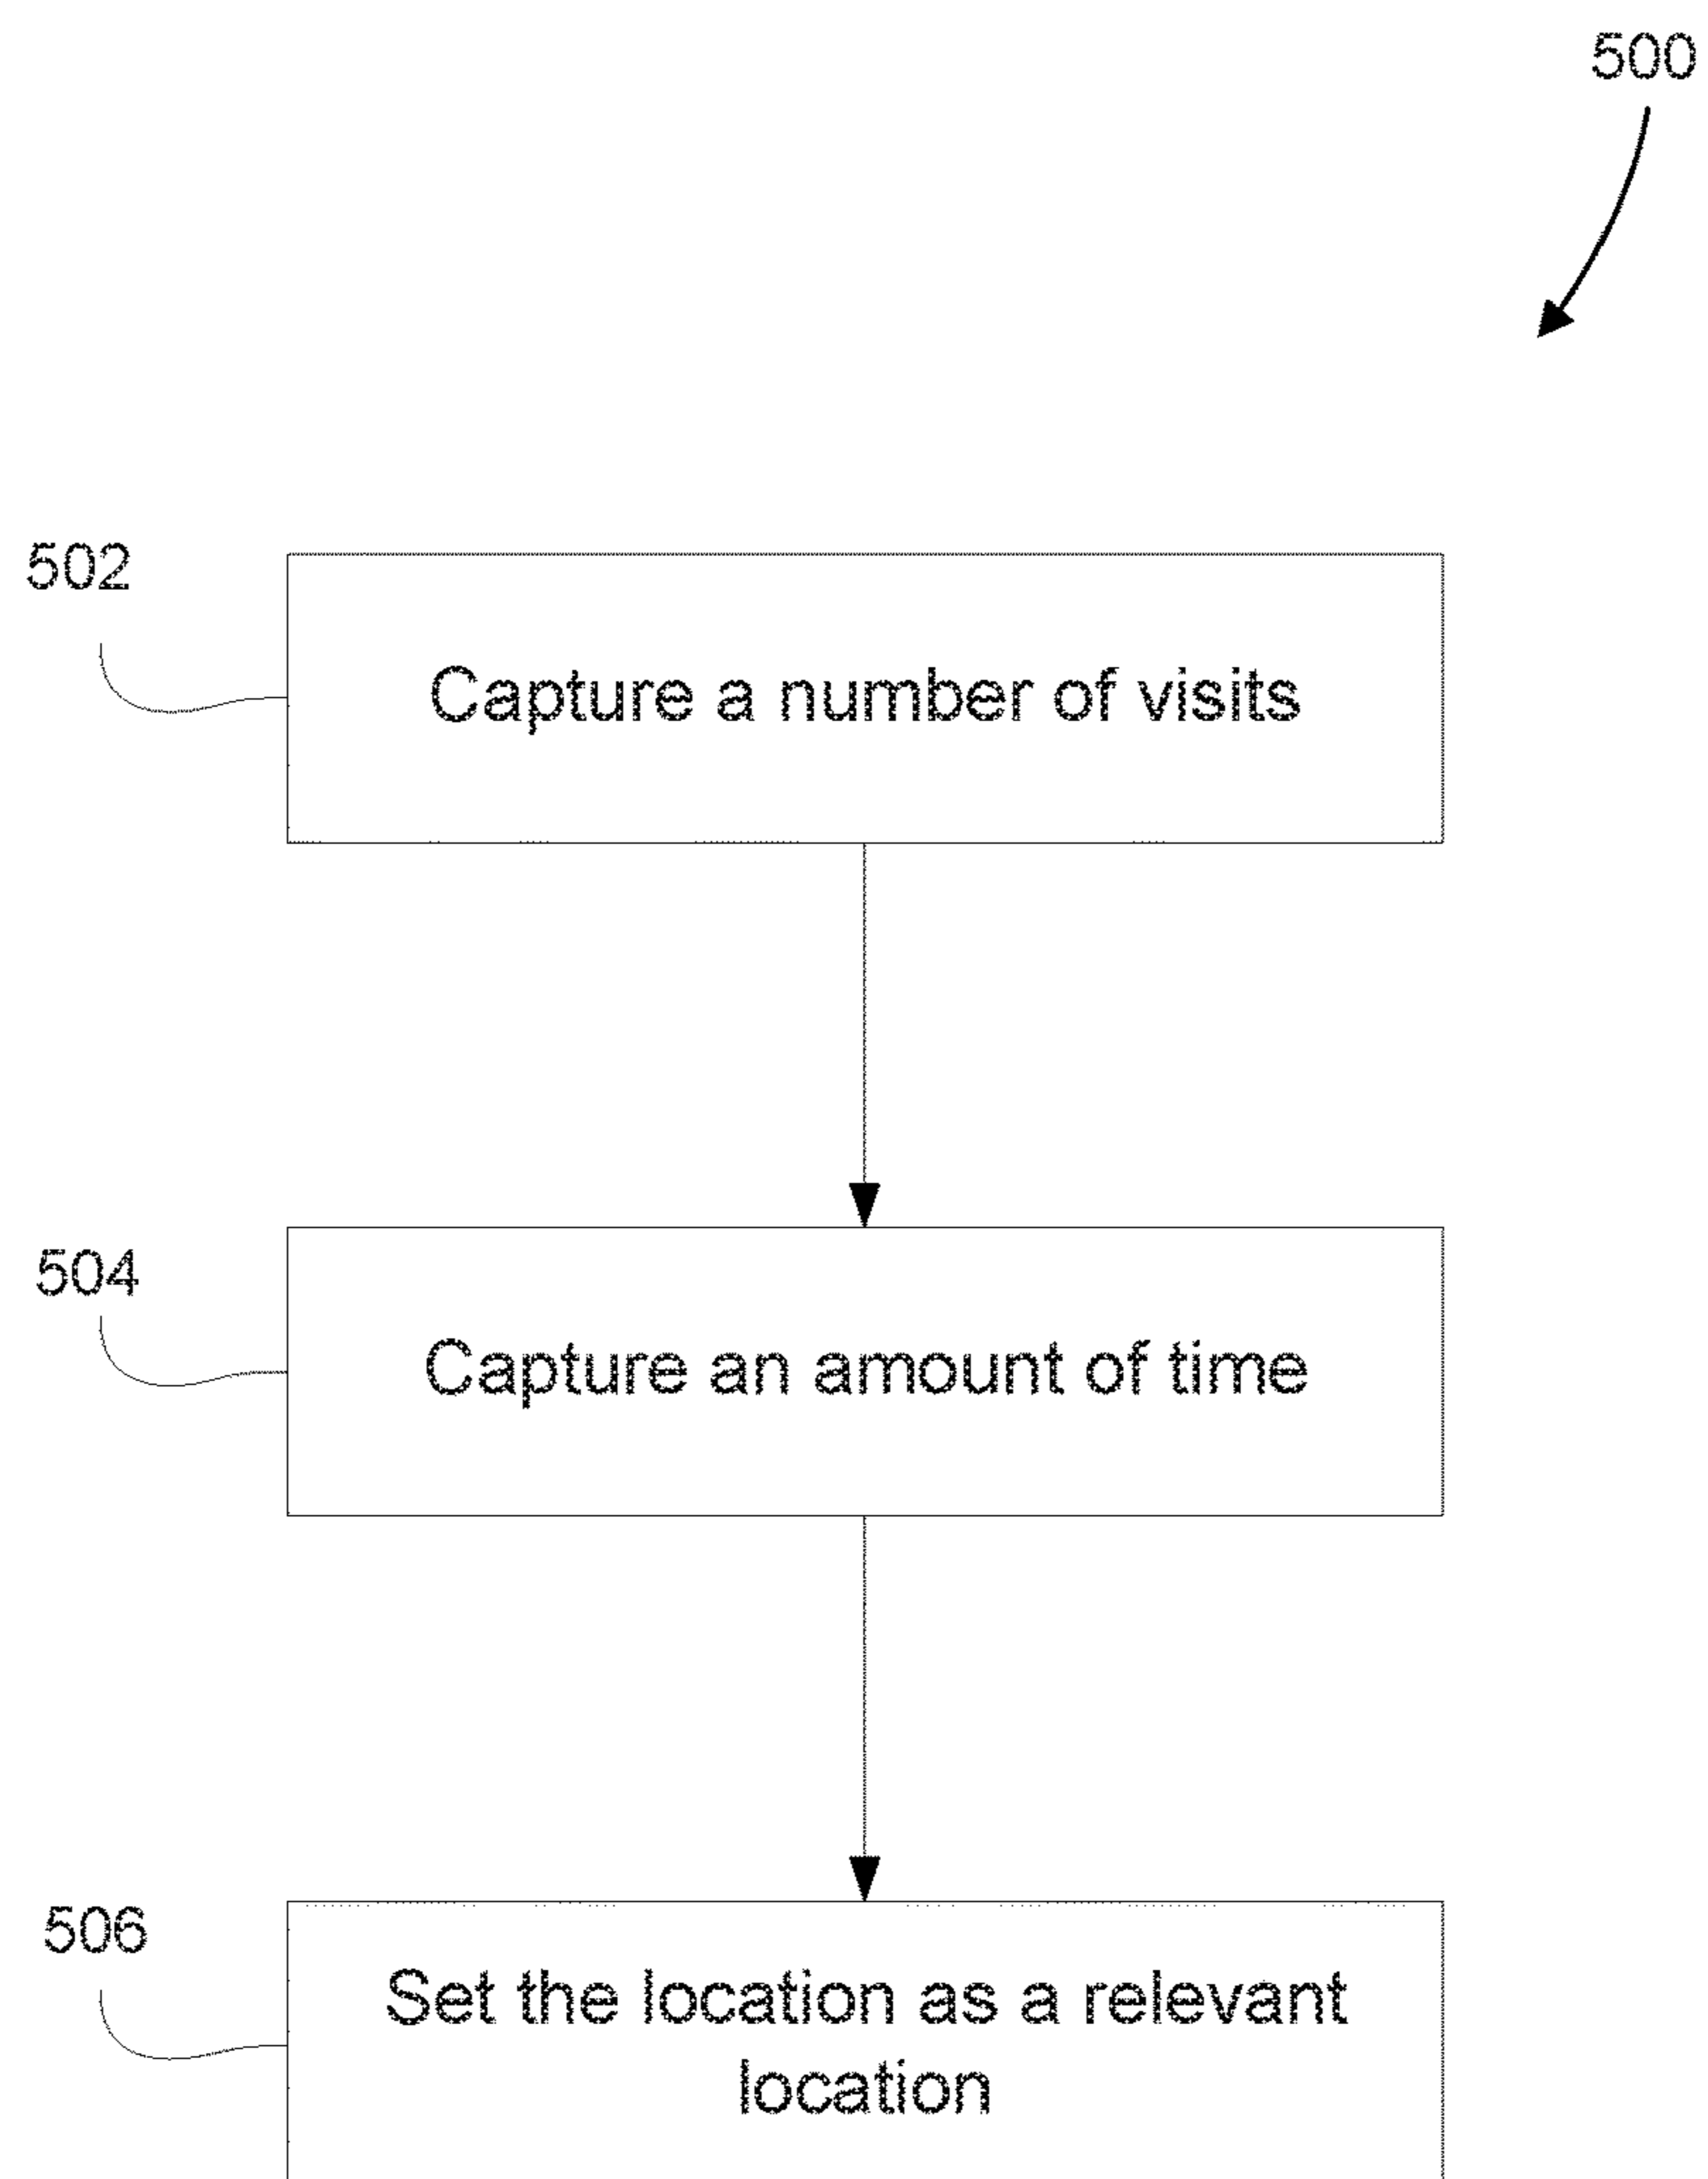 500
502
Capture a number of visits
504
Capture an amount of time
506
Set the location as a relevant
location